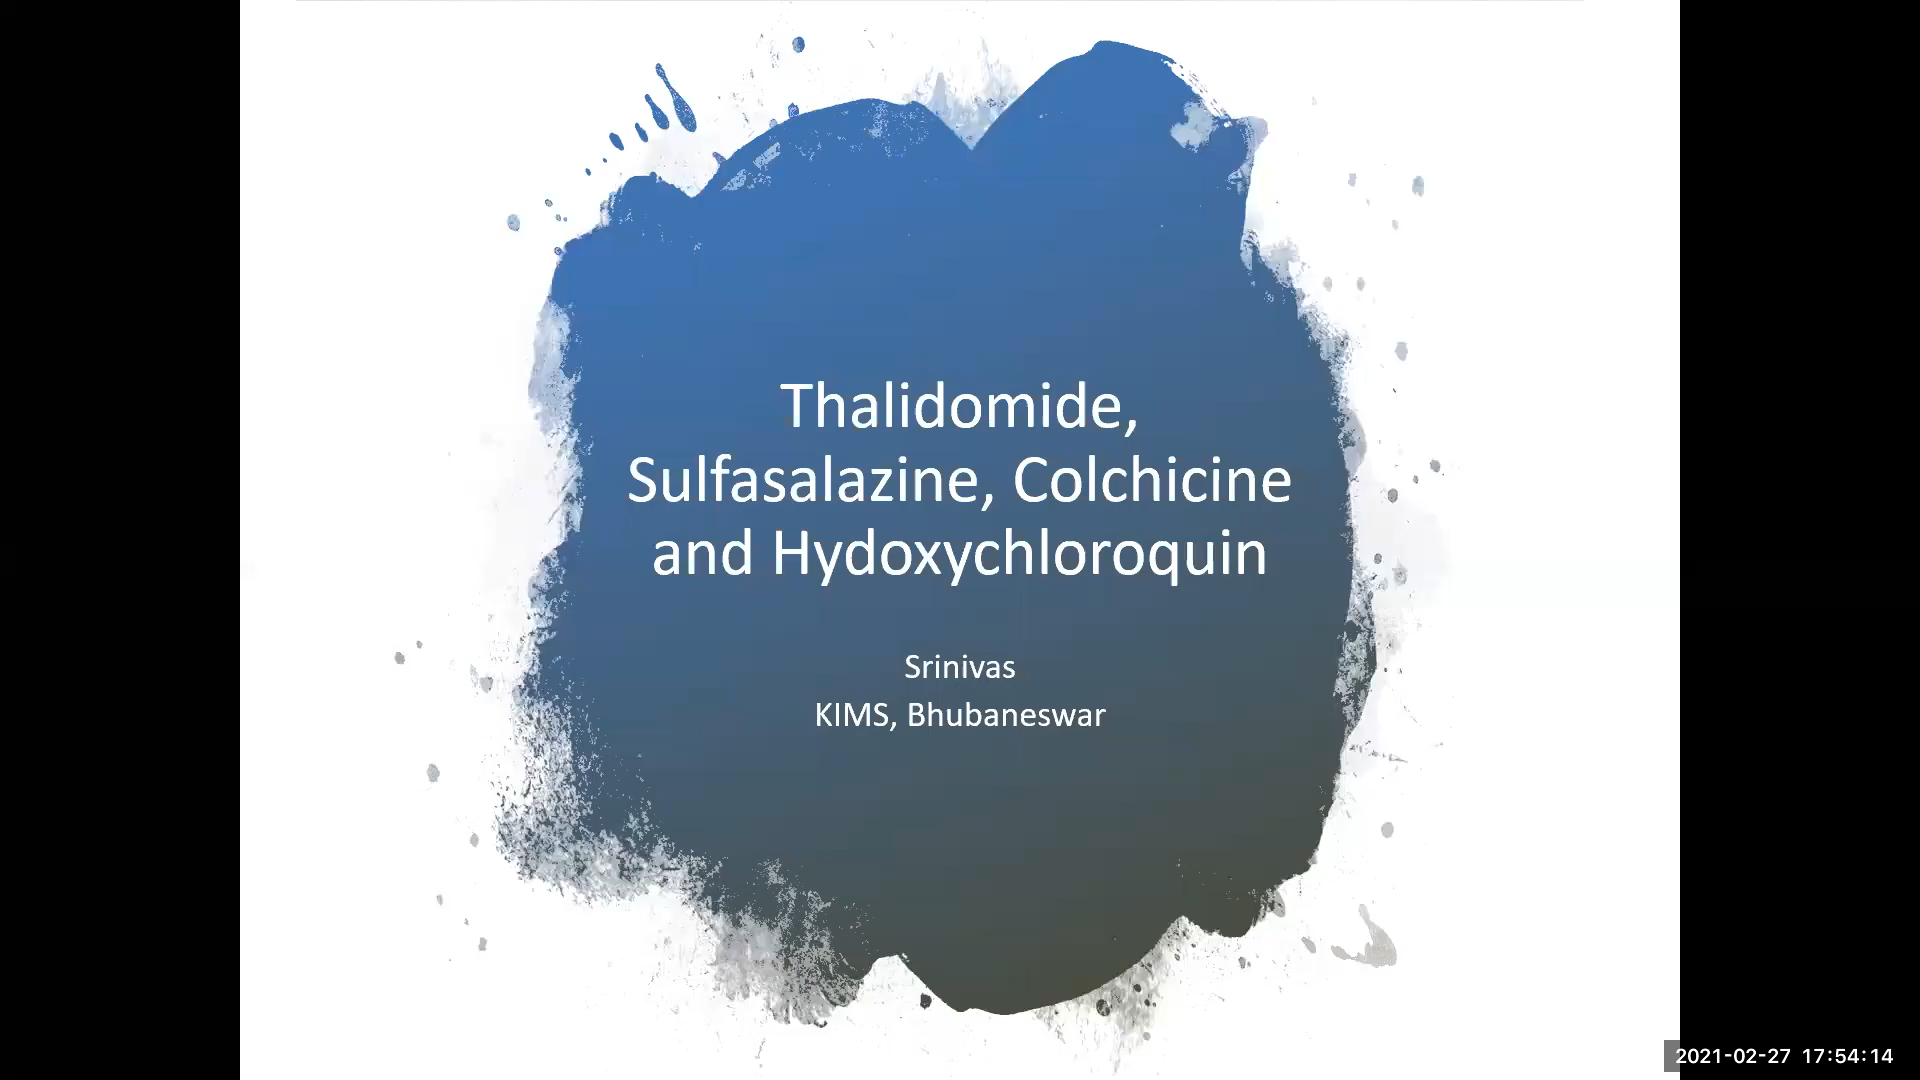 Thalidomide,
Sulfasalazine, Colchicine
and Hydoxychloroquin
Srinivas
KIMS, Bhubaneswar
2021-02-27 17:54:14